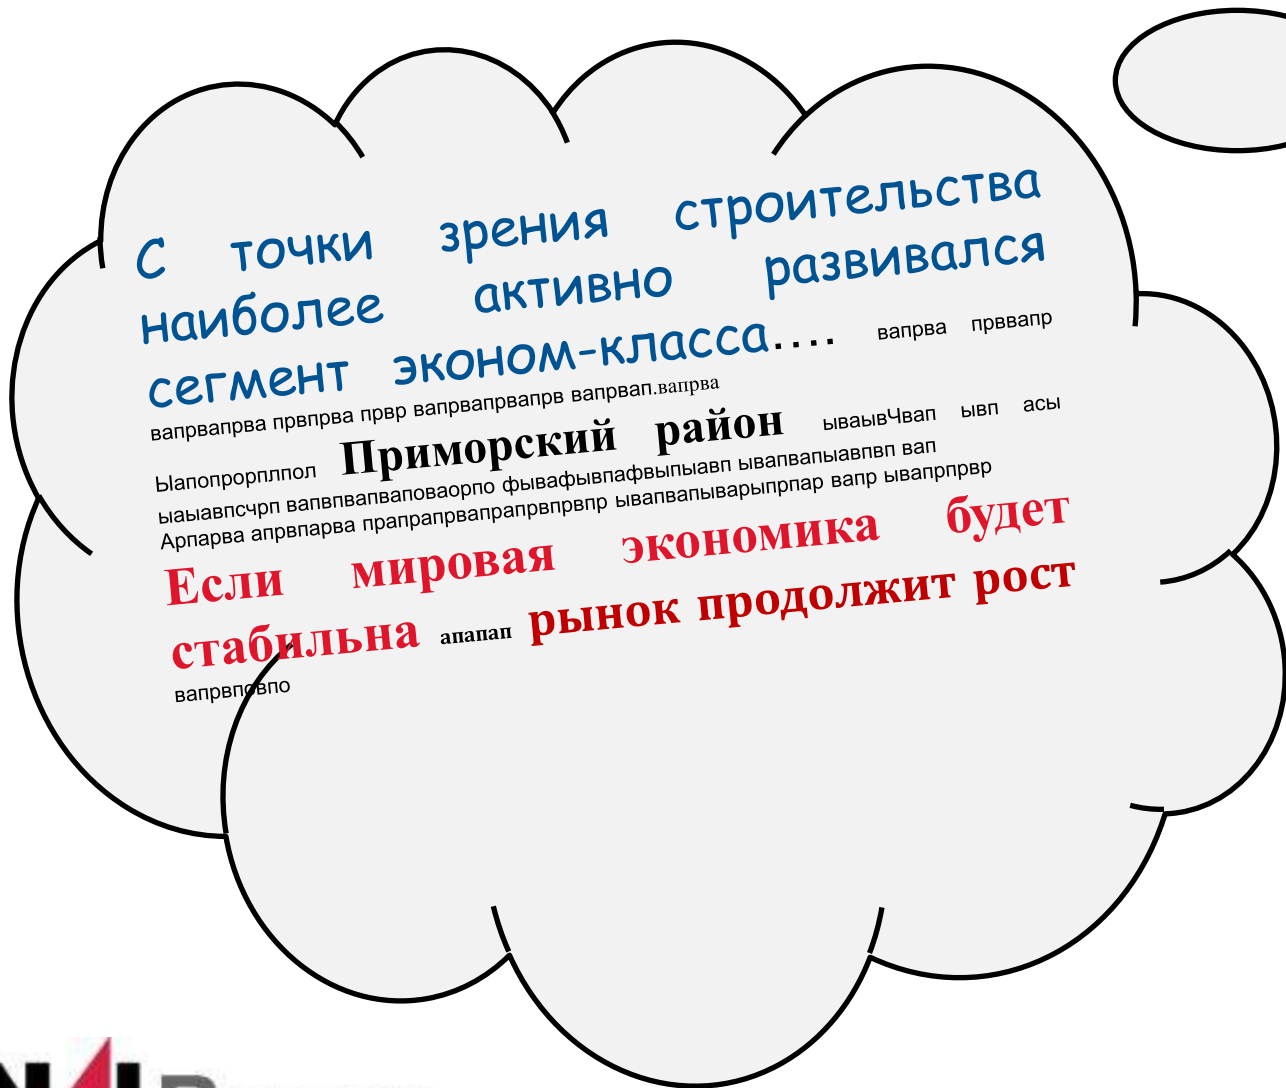 С точки зрения строительства
наиболее активно развивался
сегмент эконом-класса.... вапрва прввапр
вапрвапрва првпрва првр вапрвапрвапрв вапрвап.вапрва
Ыапопрорплпол Приморский район ываывЧвап ывп асы
ыаыавпсчрп вапвпвапваповаорпо фывафывпафвыпыавп ывапвапыавпвп вап
Арпарва апрвпарва прапрапрвапрапрвпрвпр ывапвапыварыпрпар вапр ывапрпрвр
Если мировая экономика будет
стабильна апапап рынок продолжит рост
вапрвповпо